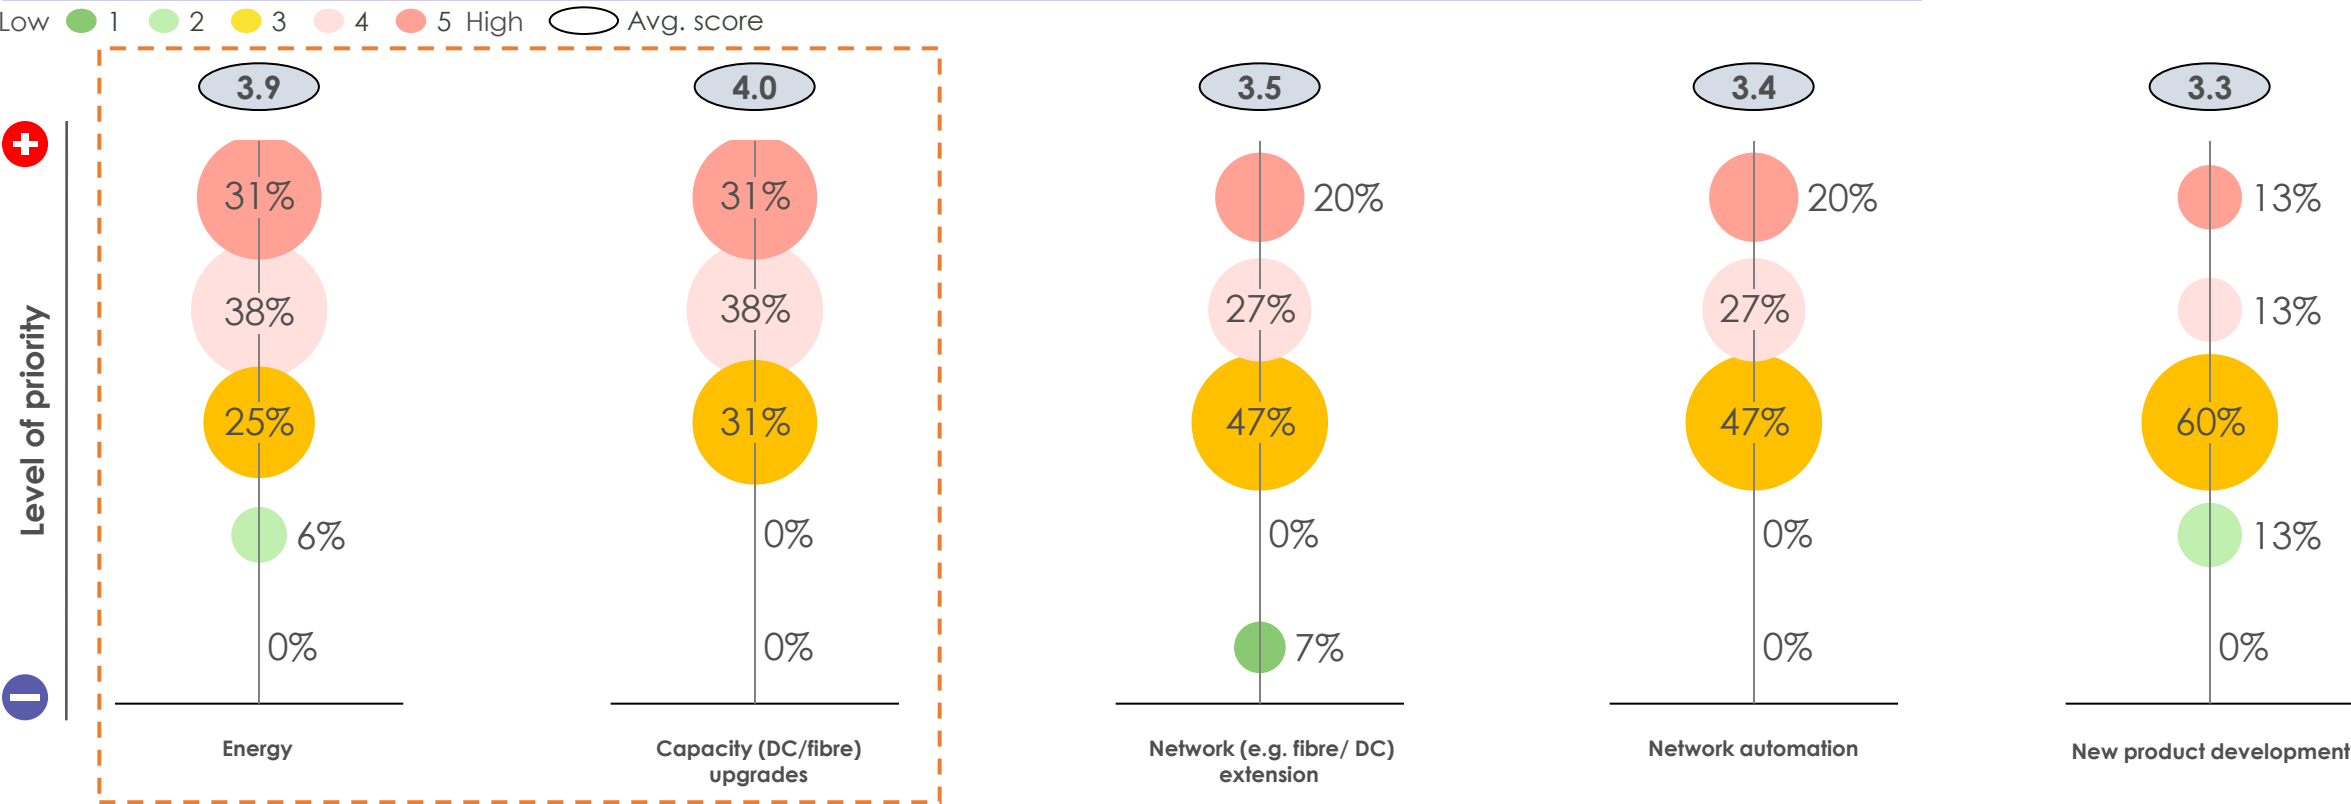 Low 1 2 3 4 5 High Avg. score
3.9 4.0 3.5 3.4 3.3
Level of priority
31% 31% 20% 20% 13%
38% 38% 27% 27% 13%
25% 31% 47% 47% 60%
6% 0% 0% 0% 13%
0% 0% 7% 0% 0%
Energy
Capacity (DC/fibre)
upgrades
Network (e.g. fibre/ DC)
extension
Network automation
New product development